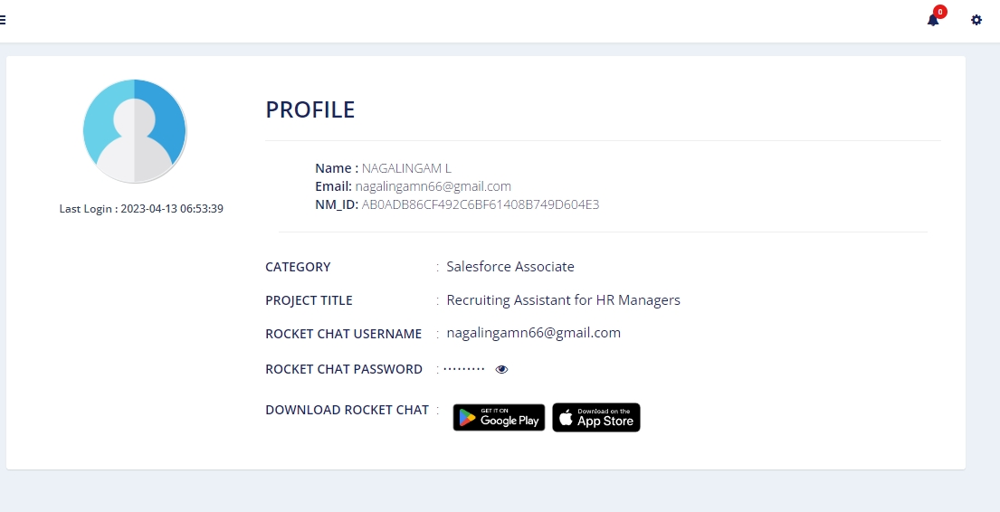 0
PROFILE
Name : NAGALINGAM L
Email: nagalingamn66@gmail.com
NM_ID: AB0ADB86CF492C6BF61408B749D604E3
Last Login : 2023-04-13 06:53:39
CATEGORY : Salesforce Associate
PROJECT TITLE : Recruiting Assistant for HR Managers
ROCKET CHAT USERNAME : nagalingamn66@gmail.com
ROCKET CHAT PASSWORD : ·········
DOWNLOAD ROCKET CHAT : GET IT ON Google Play Download on the App Store